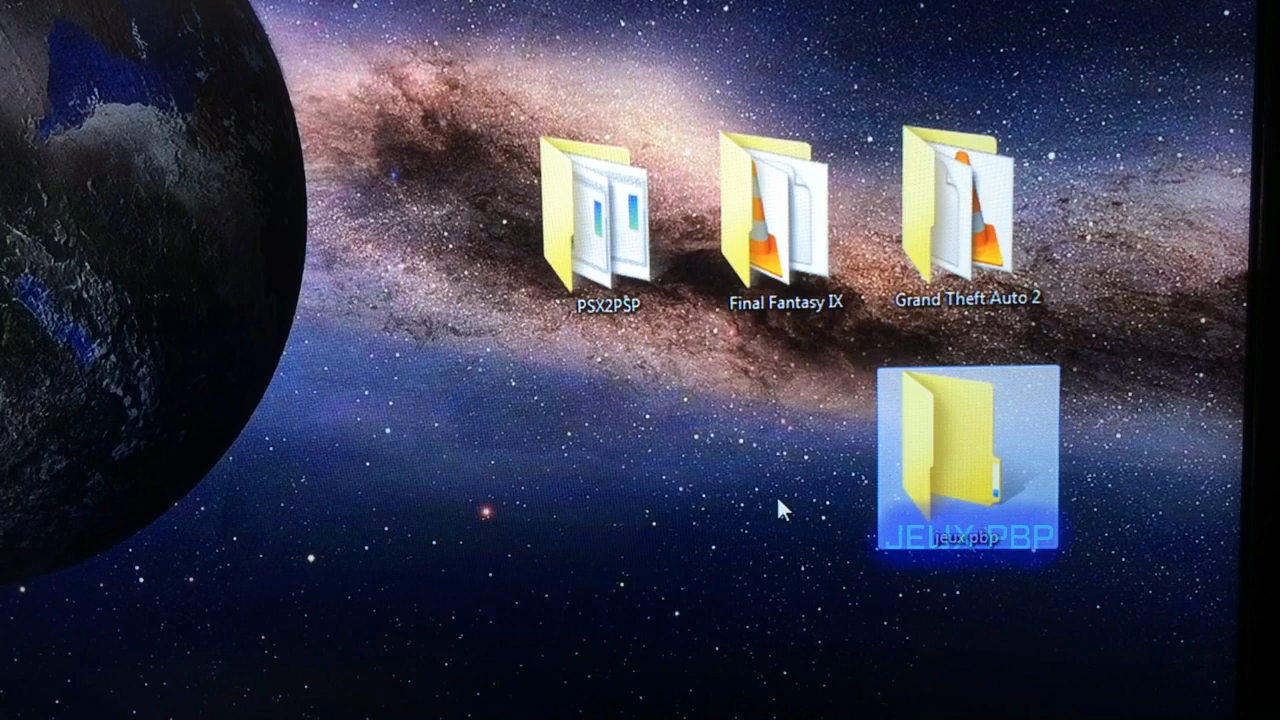 PSX2PSP
Final Fantasy IX
Grand Theft Auto 2
JEUX PBP
jeux pbp